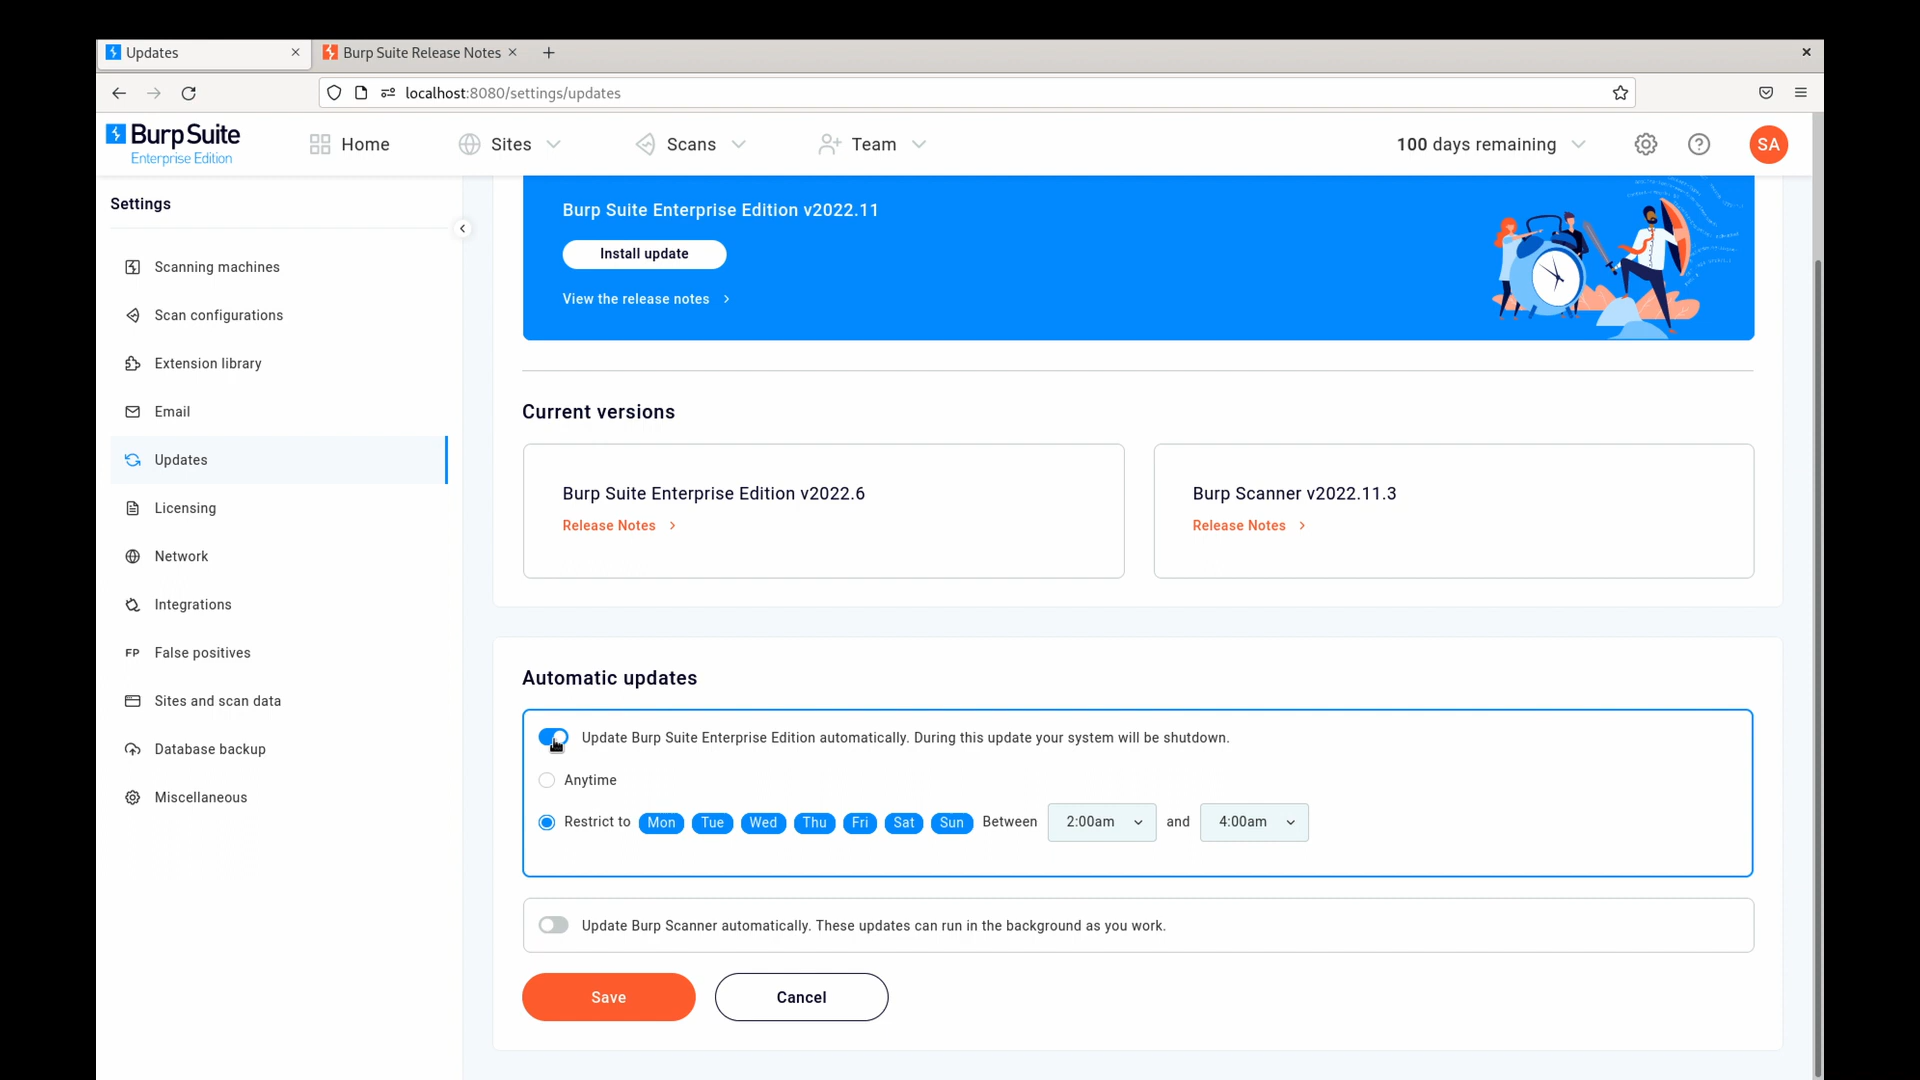 Updates
Burp Suite Release Notes
localhost:8080/settings/updates
Burp Suite
Enterprise Edition
Home
Sites
Scans
Team
100 days remaining
SA
Settings
Scanning machines
Scan configurations
Extension library
Email
Updates
Licensing
Network
Integrations
FP False positives
Sites and scan data
Database backup
Miscellaneous
Burp Suite Enterprise Edition v2022.11
Install update
View the release notes
Current versions
Burp Suite Enterprise Edition v2022.6
Release Notes
Burp Scanner v2022.11.3
Release Notes
Automatic updates
Update Burp Suite Enterprise Edition automatically. During this update your system will be shutdown.
Anytime
Restrict to Mon Tue Wed Thu Fri Sat Sun Between 2:00am and 4:00am
Update Burp Scanner automatically. These updates can run in the background as you work.
Save
Cancel